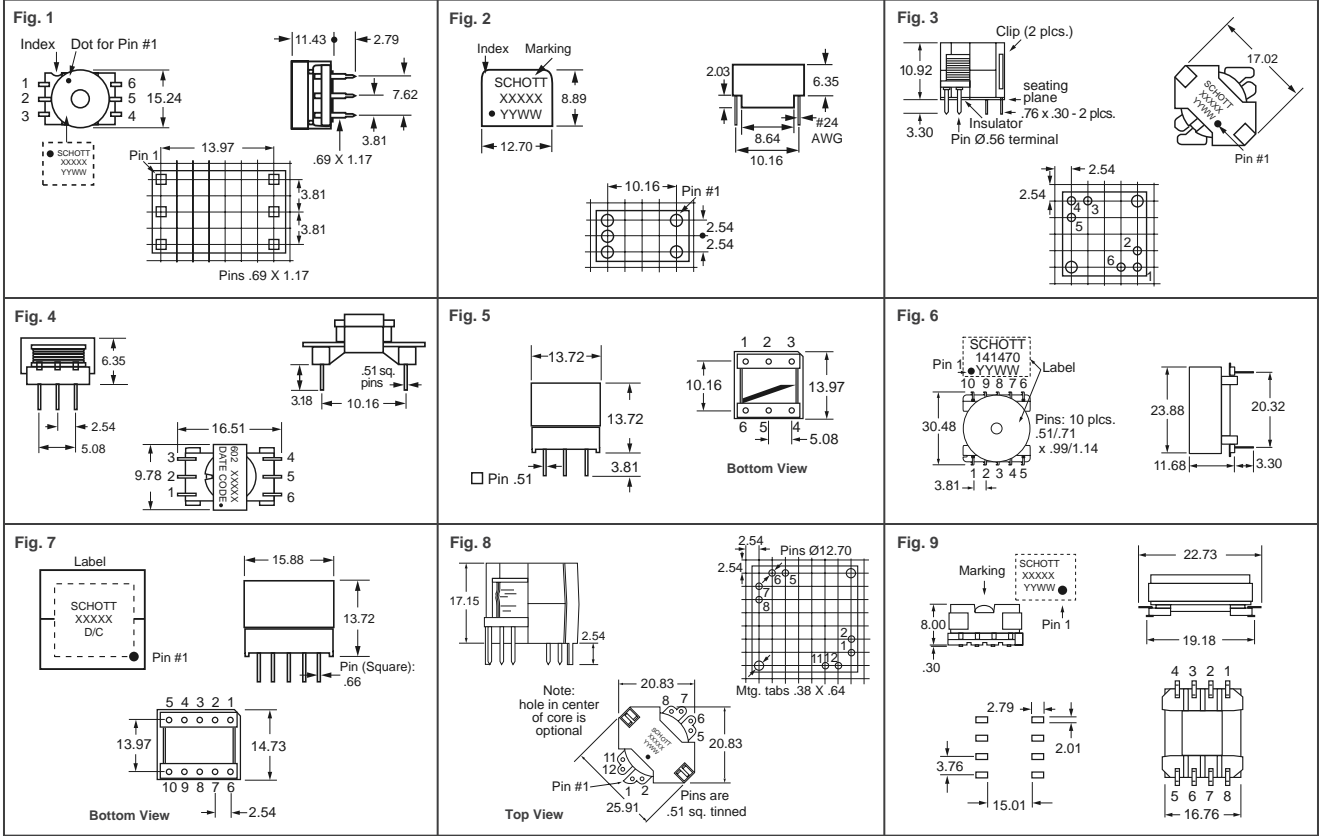 Fig. 1
Index Dot for Pin #1
1
2
3
6
5
4
15.24
SCHOTT
XXXXX
YYWW
11.43
2.79
7.62
3.81
.69 X 1.17
Pin 1
13.97
3.81
3.81
Pins .69 X 1.17
Fig. 2
Index Marking
SCHOTT
XXXXX
YYWW
8.89
12.70
2.03
6.35
#24
AWG
8.64
10.16
10.16
Pin #1
2.54
2.54
Fig. 3
Clip (2 plcs.)
10.92
seating
plane
.76 x .30 - 2 plcs.
Insulator
3.30
Pin Ø.56 terminal
17.02
SCHOTT
XXXXX
YYWW
Pin #1
2.54
2.54
4 3
5
2
6
1
Fig. 4
6.35
2.54
5.08
.51 sq.
pins
3.18
10.16
16.51
9.78
3
2
1
602 XXXXX
DATE CODE
4
5
6
Fig. 5
13.72
13.72
3.81
Pin .51
1 2 3
10.16
13.97
6 5 4
5.08
Bottom View
Fig. 6
SCHOTT
141470
YYWW
Pin 1
Label
10 9 8 7 6
30.48
Pins: 10 plcs.
.51/.71
x .99/1.14
1 2 3 4 5
3.81
23.88
20.32
11.68
3.30
Fig. 7
Label
SCHOTT
XXXXX
D/C
Pin #1
15.88
13.72
Pin (Square):
.66
5 4 3 2 1
13.97
14.73
10 9 8 7 6
2.54
Bottom View
Fig. 8
17.15
2.54
2.54
2.54
Pins Ø12.70
6 5
7
8
2
1
11 12
Mtg. tabs .38 X .64
Note:
hole in center
of core is
optional
20.83
8 7
6
5
20.83
SCHOTT
XXXXX
YYWW
11
12
Pin #1
1 2
25.91
Pins are
.51 sq. tinned
Top View
Fig. 9
Marking
SCHOTT
XXXXX
YYWW
Pin 1
8.00
.30
22.73
19.18
2.79
2.01
3.76
15.01
4 3 2 1
5 6 7 8
16.76